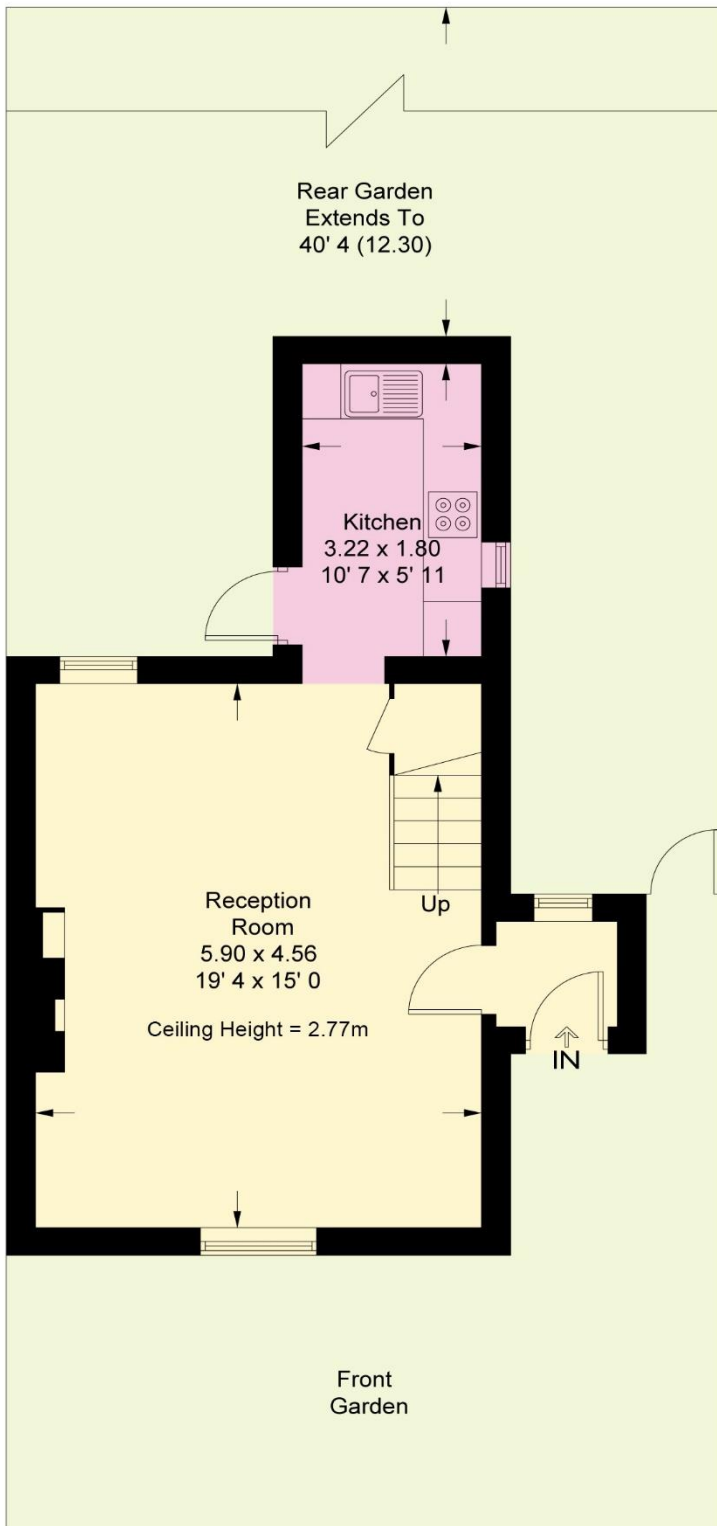 Rear Garden
Extends To
40' 4 (12.30)
Kitchen
3.22 x 1.80
10' 7 x 5' 11
Up
Reception
Room
5.90 x 4.56
19' 4 x 15' 0
Ceiling Height = 2.77m
IN
Front
Garden